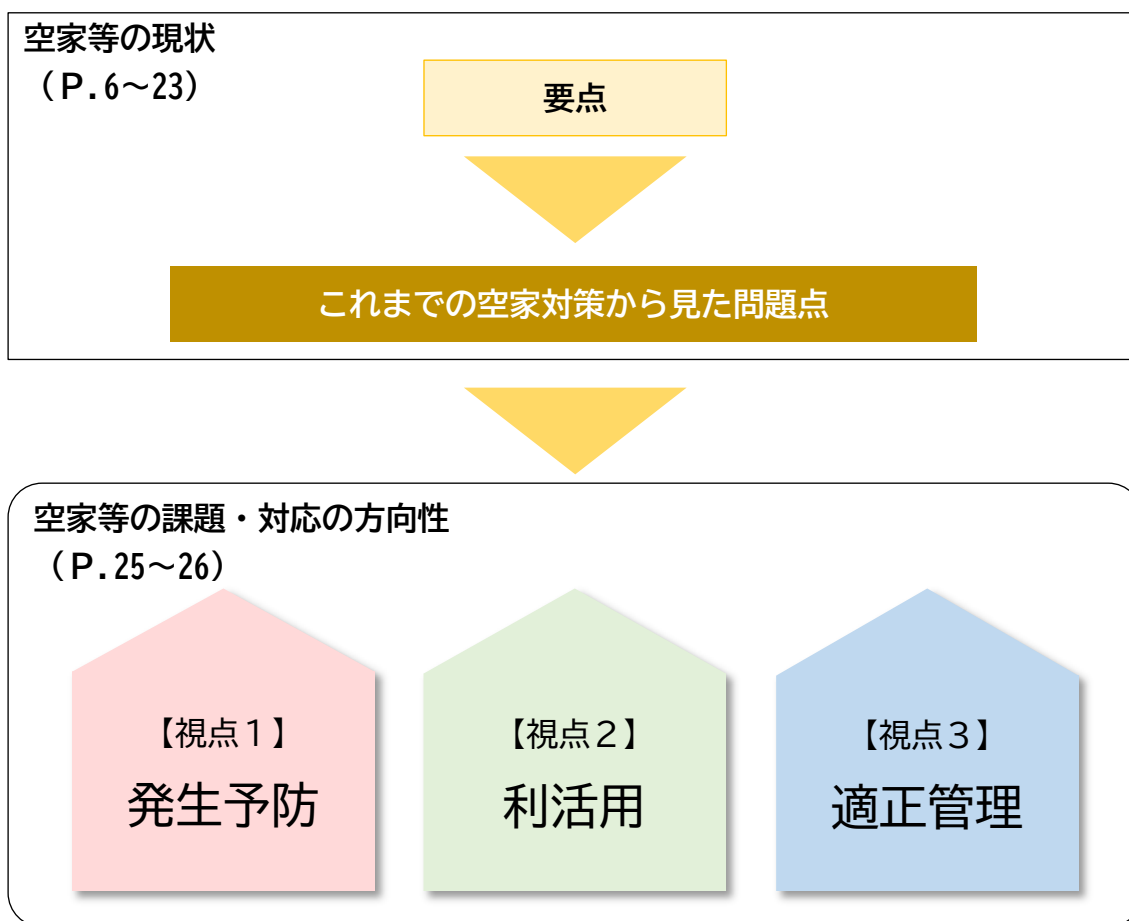 空家等の現状
（Ｐ.6～23）
要点
これまでの空家対策から見た問題点
空家等の課題・対応の方向性
（Ｐ.25～26）
【視点１】
発生予防
【視点２】
利活用
【視点３】
適正管理